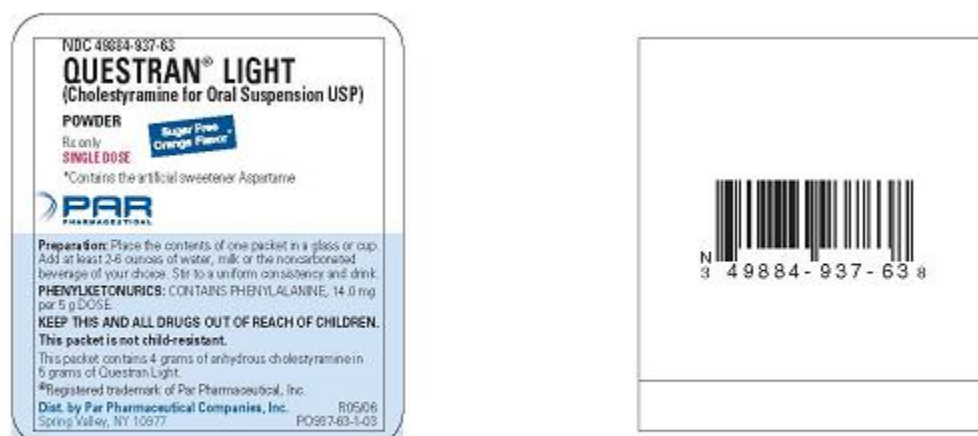 NDC 49884-937-63
QUESTRAN® LIGHT
(Cholestyramine for Oral Suspension USP)
POWDER
Sugar Free
Orange Flavor*
Rx only
SINGLE DOSE
*Contains the artificial sweetener Aspartame
PAR
PHARMACEUTICAL
Preparation: Place the contents of one packet in a glass or cup.
Add at least 2-6 ounces of water, milk or the noncarbonated
beverage of your choice. Stir to a uniform consistency and drink.
PHENYLKETONURICS: CONTAINS PHENYLALANINE, 14.0 mg
per 5 g DOSE.
KEEP THIS AND ALL DRUGS OUT OF REACH OF CHILDREN.
This packet is not child-resistant.
This packet contains 4 grams of anhydrous cholestyramine in
5 grams of Questran Light.
®Registered trademark of Par Pharmaceutical, Inc.
Dist. by Par Pharmaceutical Companies, Inc. R05/06
Spring Valley, NY 10977 PO937-63-1-03
N
3 49884-937-63 8